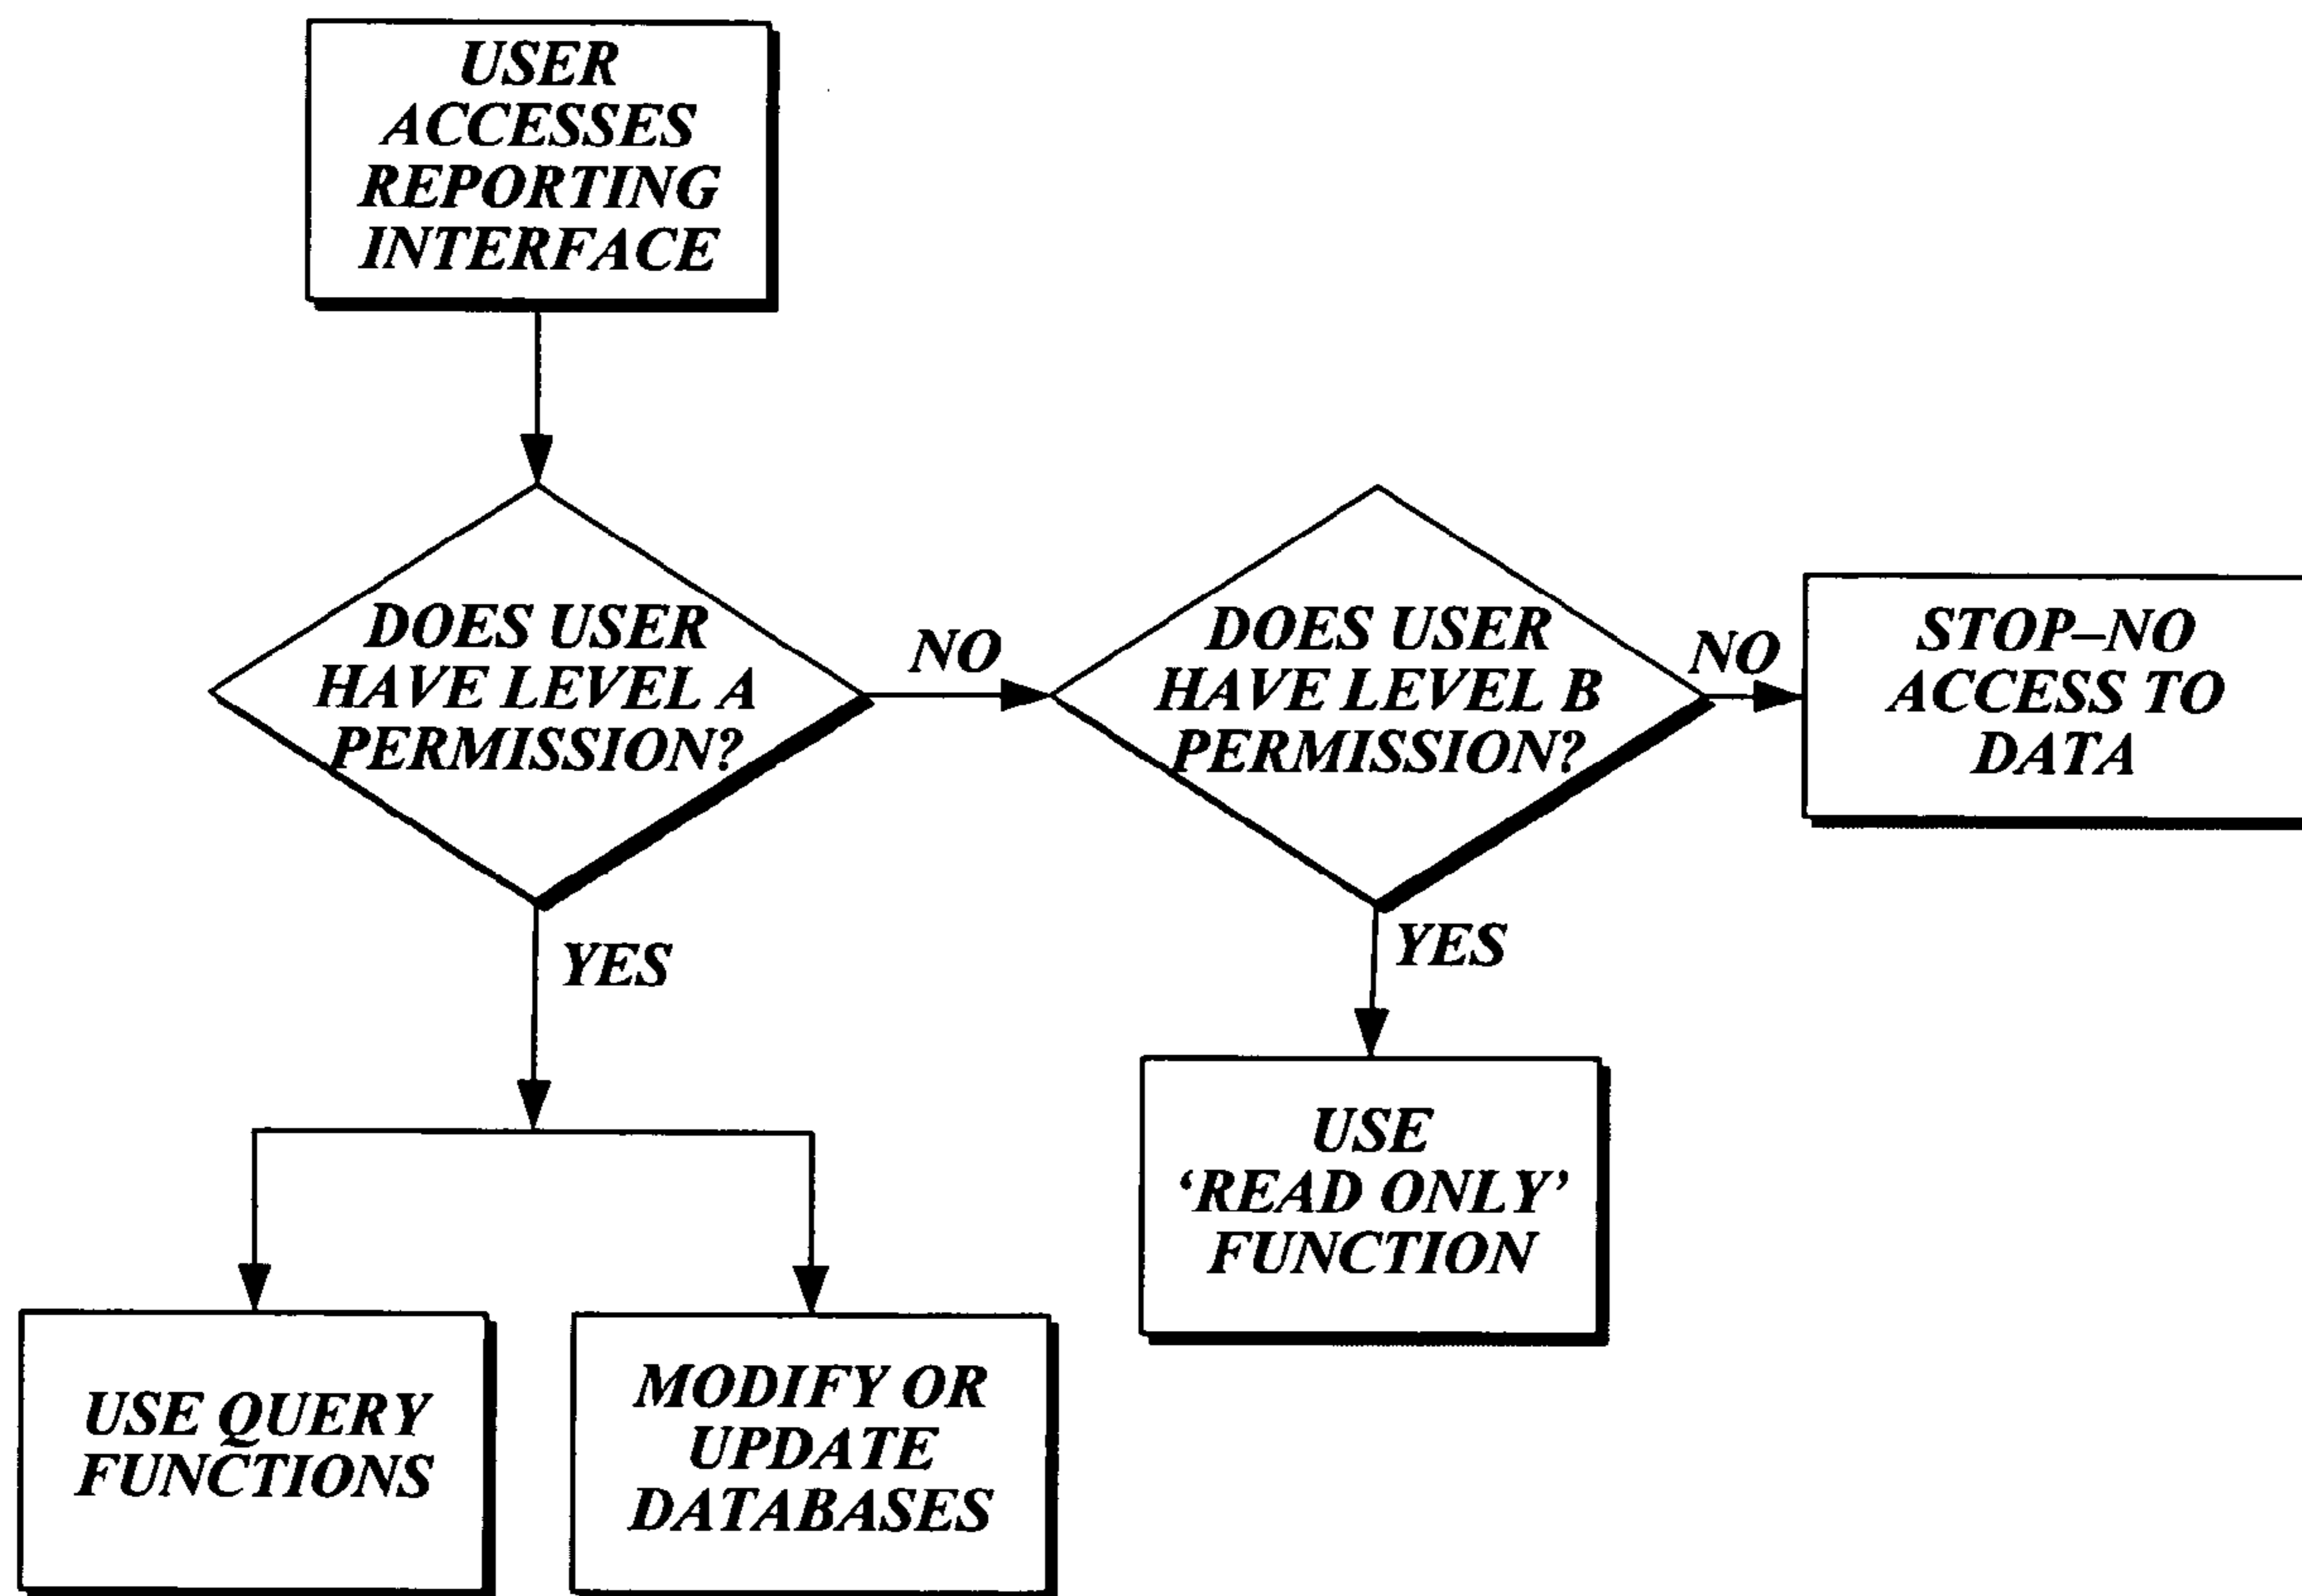 USER
ACCESSES
REPORTING
INTERFACE
DOES USER
HAVE LEVEL A
PERMISSION?
NO
DOES USER
HAVE LEVEL B
PERMISSION?
NO
STOP–NO
ACCESS TO
DATA
YES
YES
USE
‘READ ONLY’
FUNCTION
USE QUERY
FUNCTIONS
MODIFY OR
UPDATE
DATABASES